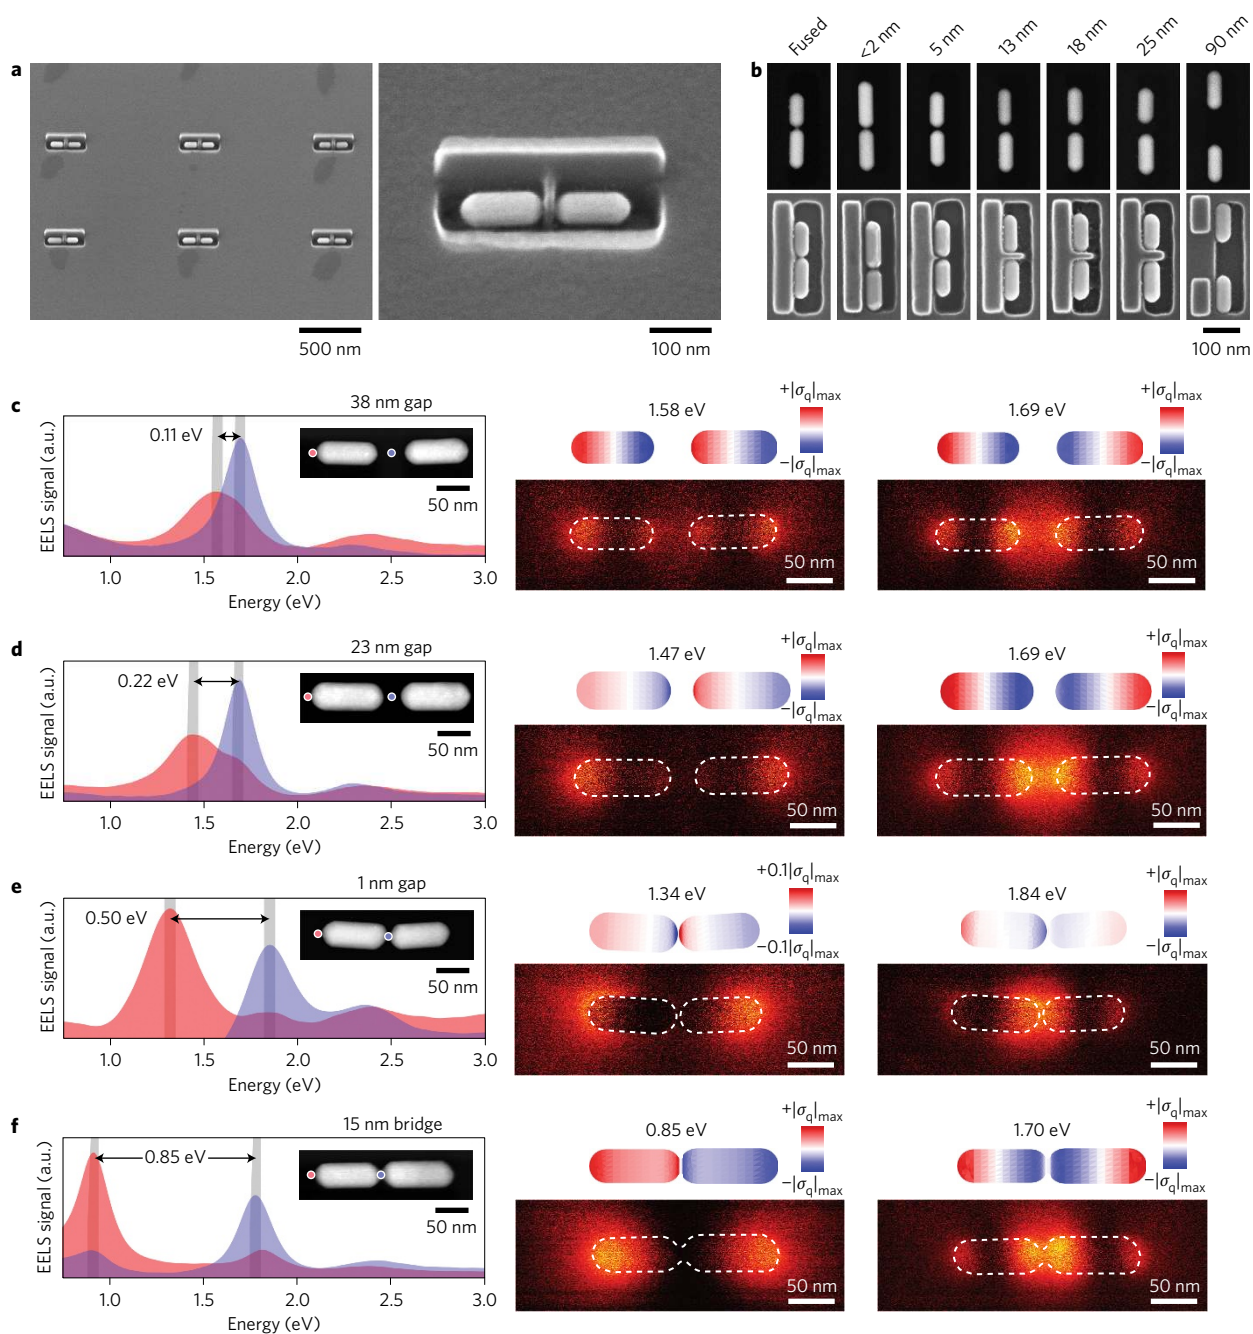 a
500 nm
100 nm
b
Fused
<2 nm
5 nm
13 nm
18 nm
25 nm
90 nm
100 nm
c
EELS signal (a.u.)
38 nm gap
0.11 eV
50 nm
1.0 1.5 2.0 2.5 3.0
Energy (eV)
1.58 eV
+|σq|max
−|σq|max
50 nm
1.69 eV
+|σq|max
−|σq|max
50 nm
d
EELS signal (a.u.)
23 nm gap
0.22 eV
50 nm
1.0 1.5 2.0 2.5 3.0
Energy (eV)
1.47 eV
+|σq|max
−|σq|max
50 nm
1.69 eV
+|σq|max
−|σq|max
50 nm
e
EELS signal (a.u.)
1 nm gap
0.50 eV
50 nm
1.0 1.5 2.0 2.5 3.0
Energy (eV)
1.34 eV
+0.1|σq|max
−0.1|σq|max
50 nm
1.84 eV
+|σq|max
−|σq|max
50 nm
f
EELS signal (a.u.)
15 nm bridge
0.85 eV
50 nm
1.0 1.5 2.0 2.5 3.0
Energy (eV)
0.85 eV
+|σq|max
−|σq|max
50 nm
1.70 eV
+|σq|max
−|σq|max
50 nm